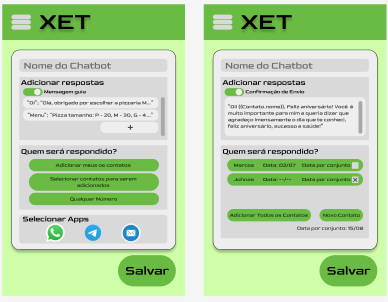 XET
Nome do Chatbot
Adicionar respostas
Mensagem guia
"Oi", "Olá, obrigado por escolher a pizzaria M..."
"Menu", "Pizza tamanho: P - 20, M - 30, G - 4...
+
Quem será respondido?
Adicionar meus os contatos
Selecionar contatos para serem
adicionados
Qualquer Número
Selecionar Apps
Salvar
XET
Nome do Chatbot
Adicionar respostas
Confirmação de Envio
"Oi! {{Contato.nome}}, Feliz aniversário! Você é
muito importante para mim e queria dizer que
agradeço imensamente o dia que te conheci,
feliz aniversário, sucesso e saúde!"
Quem será respondido?
Marcos Data: 02/07 Data por conjunto
Johnas Data: --/-- Data por conjunto X
Adicionar Todos os Contatos Novo Contato
Data por conjunto: 15/08
Salvar